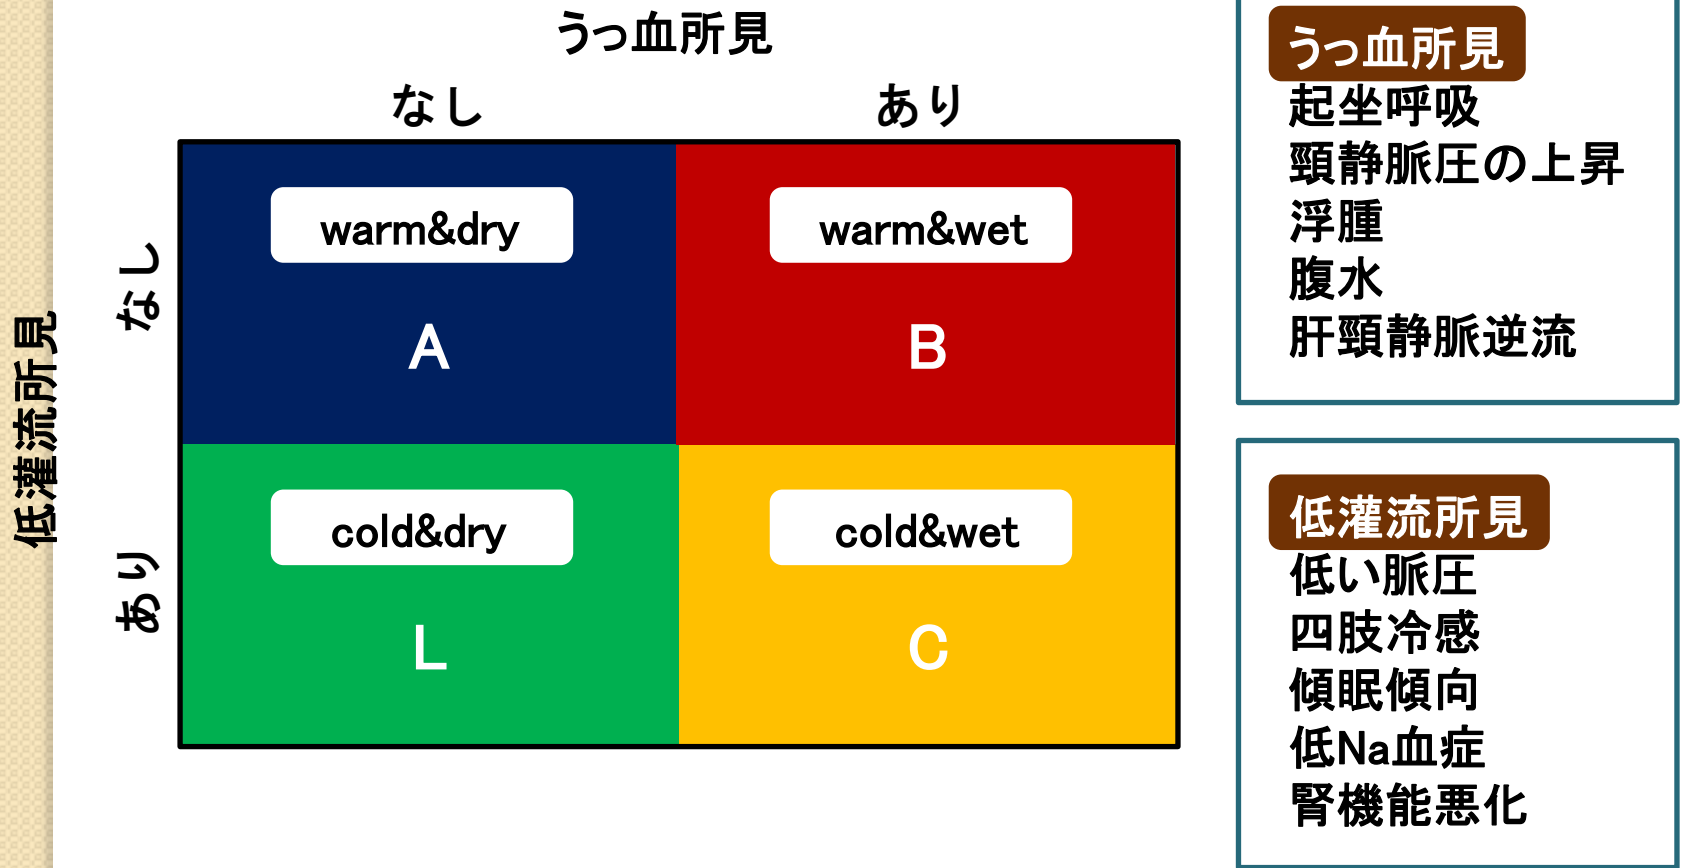 うっ血所見
なし
あり
低灌流所見
なし
あり
warm&dry
A
warm&wet
B
cold&dry
L
cold&wet
C
うっ血所見
起坐呼吸
頸静脈圧の上昇
浮腫
腹水
肝頸静脈逆流
低灌流所見
低い脈圧
四肢冷感
傾眠傾向
低Na血症
腎機能悪化